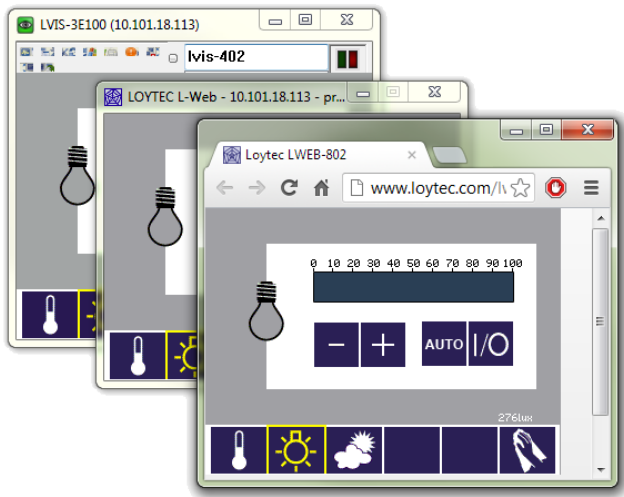 LVIS-3E100 (10.101.18.113)
lvis-402
LOYTEC L-Web - 10.101.18.113 - pr...
Loytec LWEB-802
www.loytec.com/lv
0 10 20 30 40 50 60 70 80 90 100
AUTO I/O
276lux